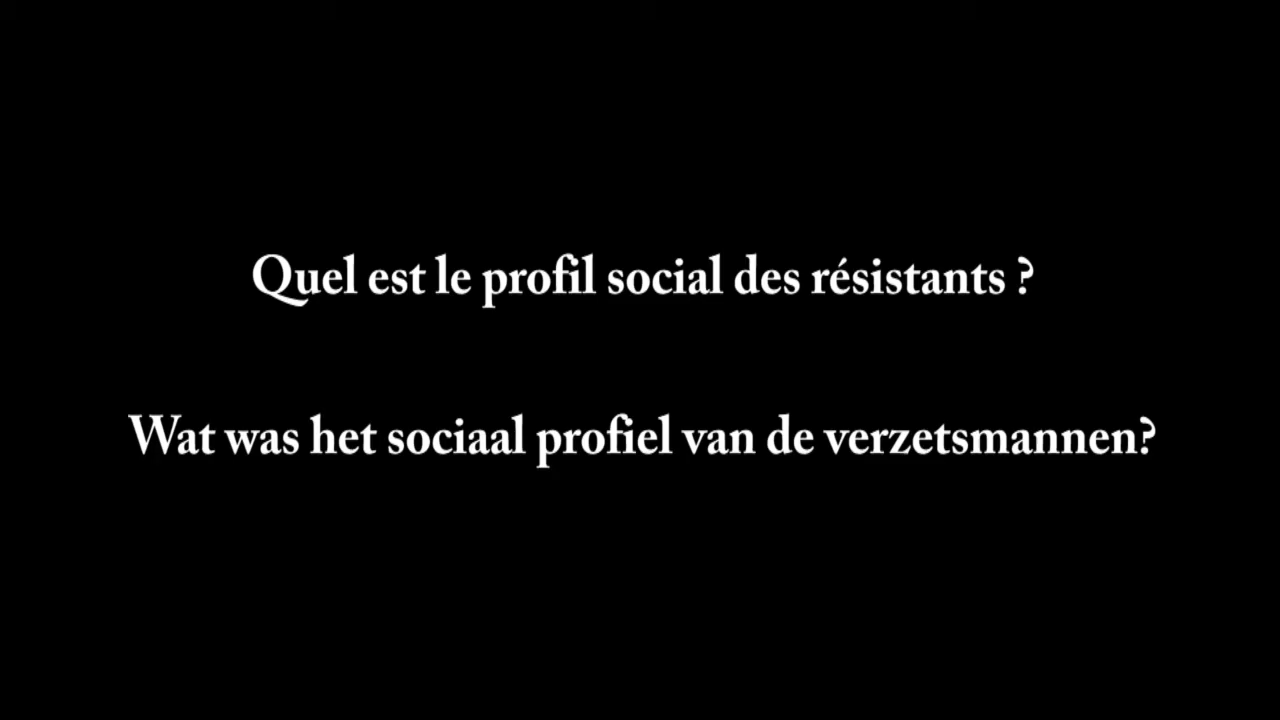 Quel est le profil social des résistants ?
Wat was het sociaal profiel van de verzetsmannen?